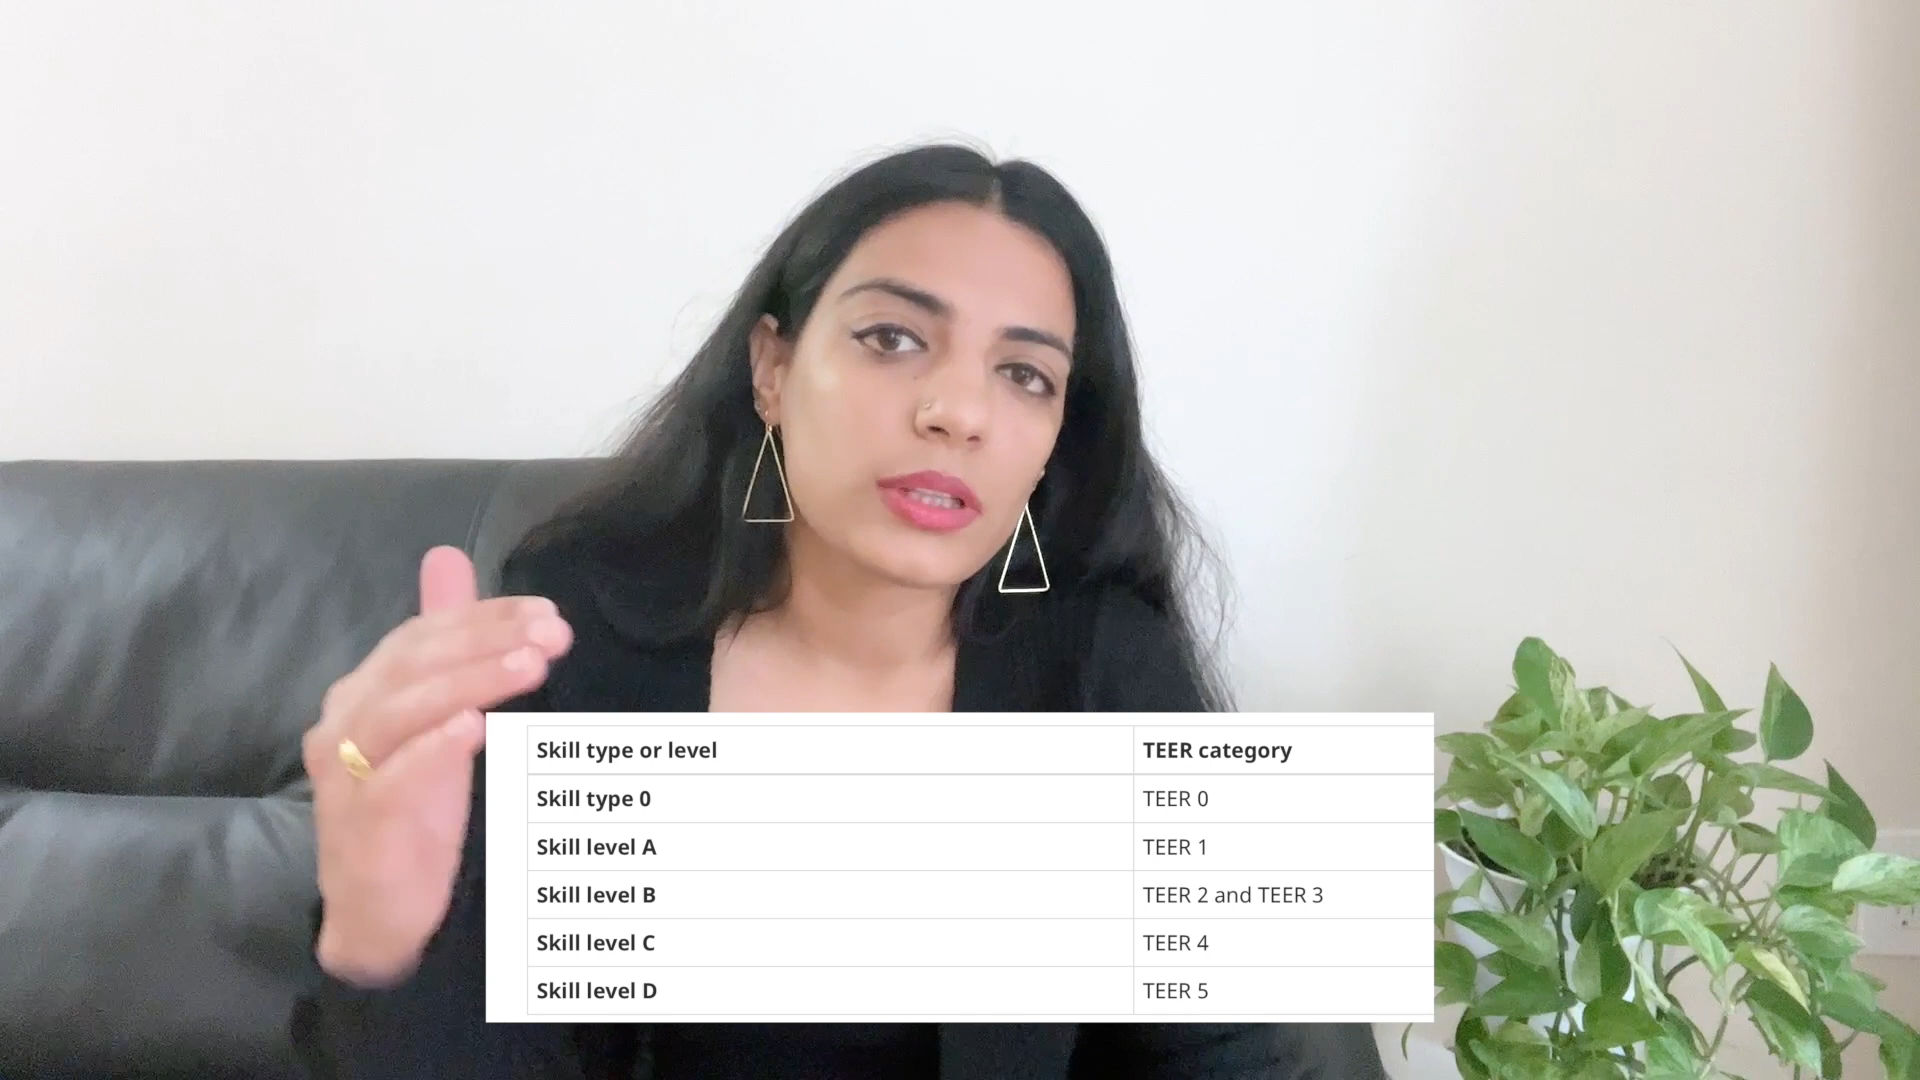 Skill type or level TEER category
Skill type 0 TEER 0
Skill level A TEER 1
Skill level B TEER 2 and TEER 3
Skill level C TEER 4
Skill level D TEER 5